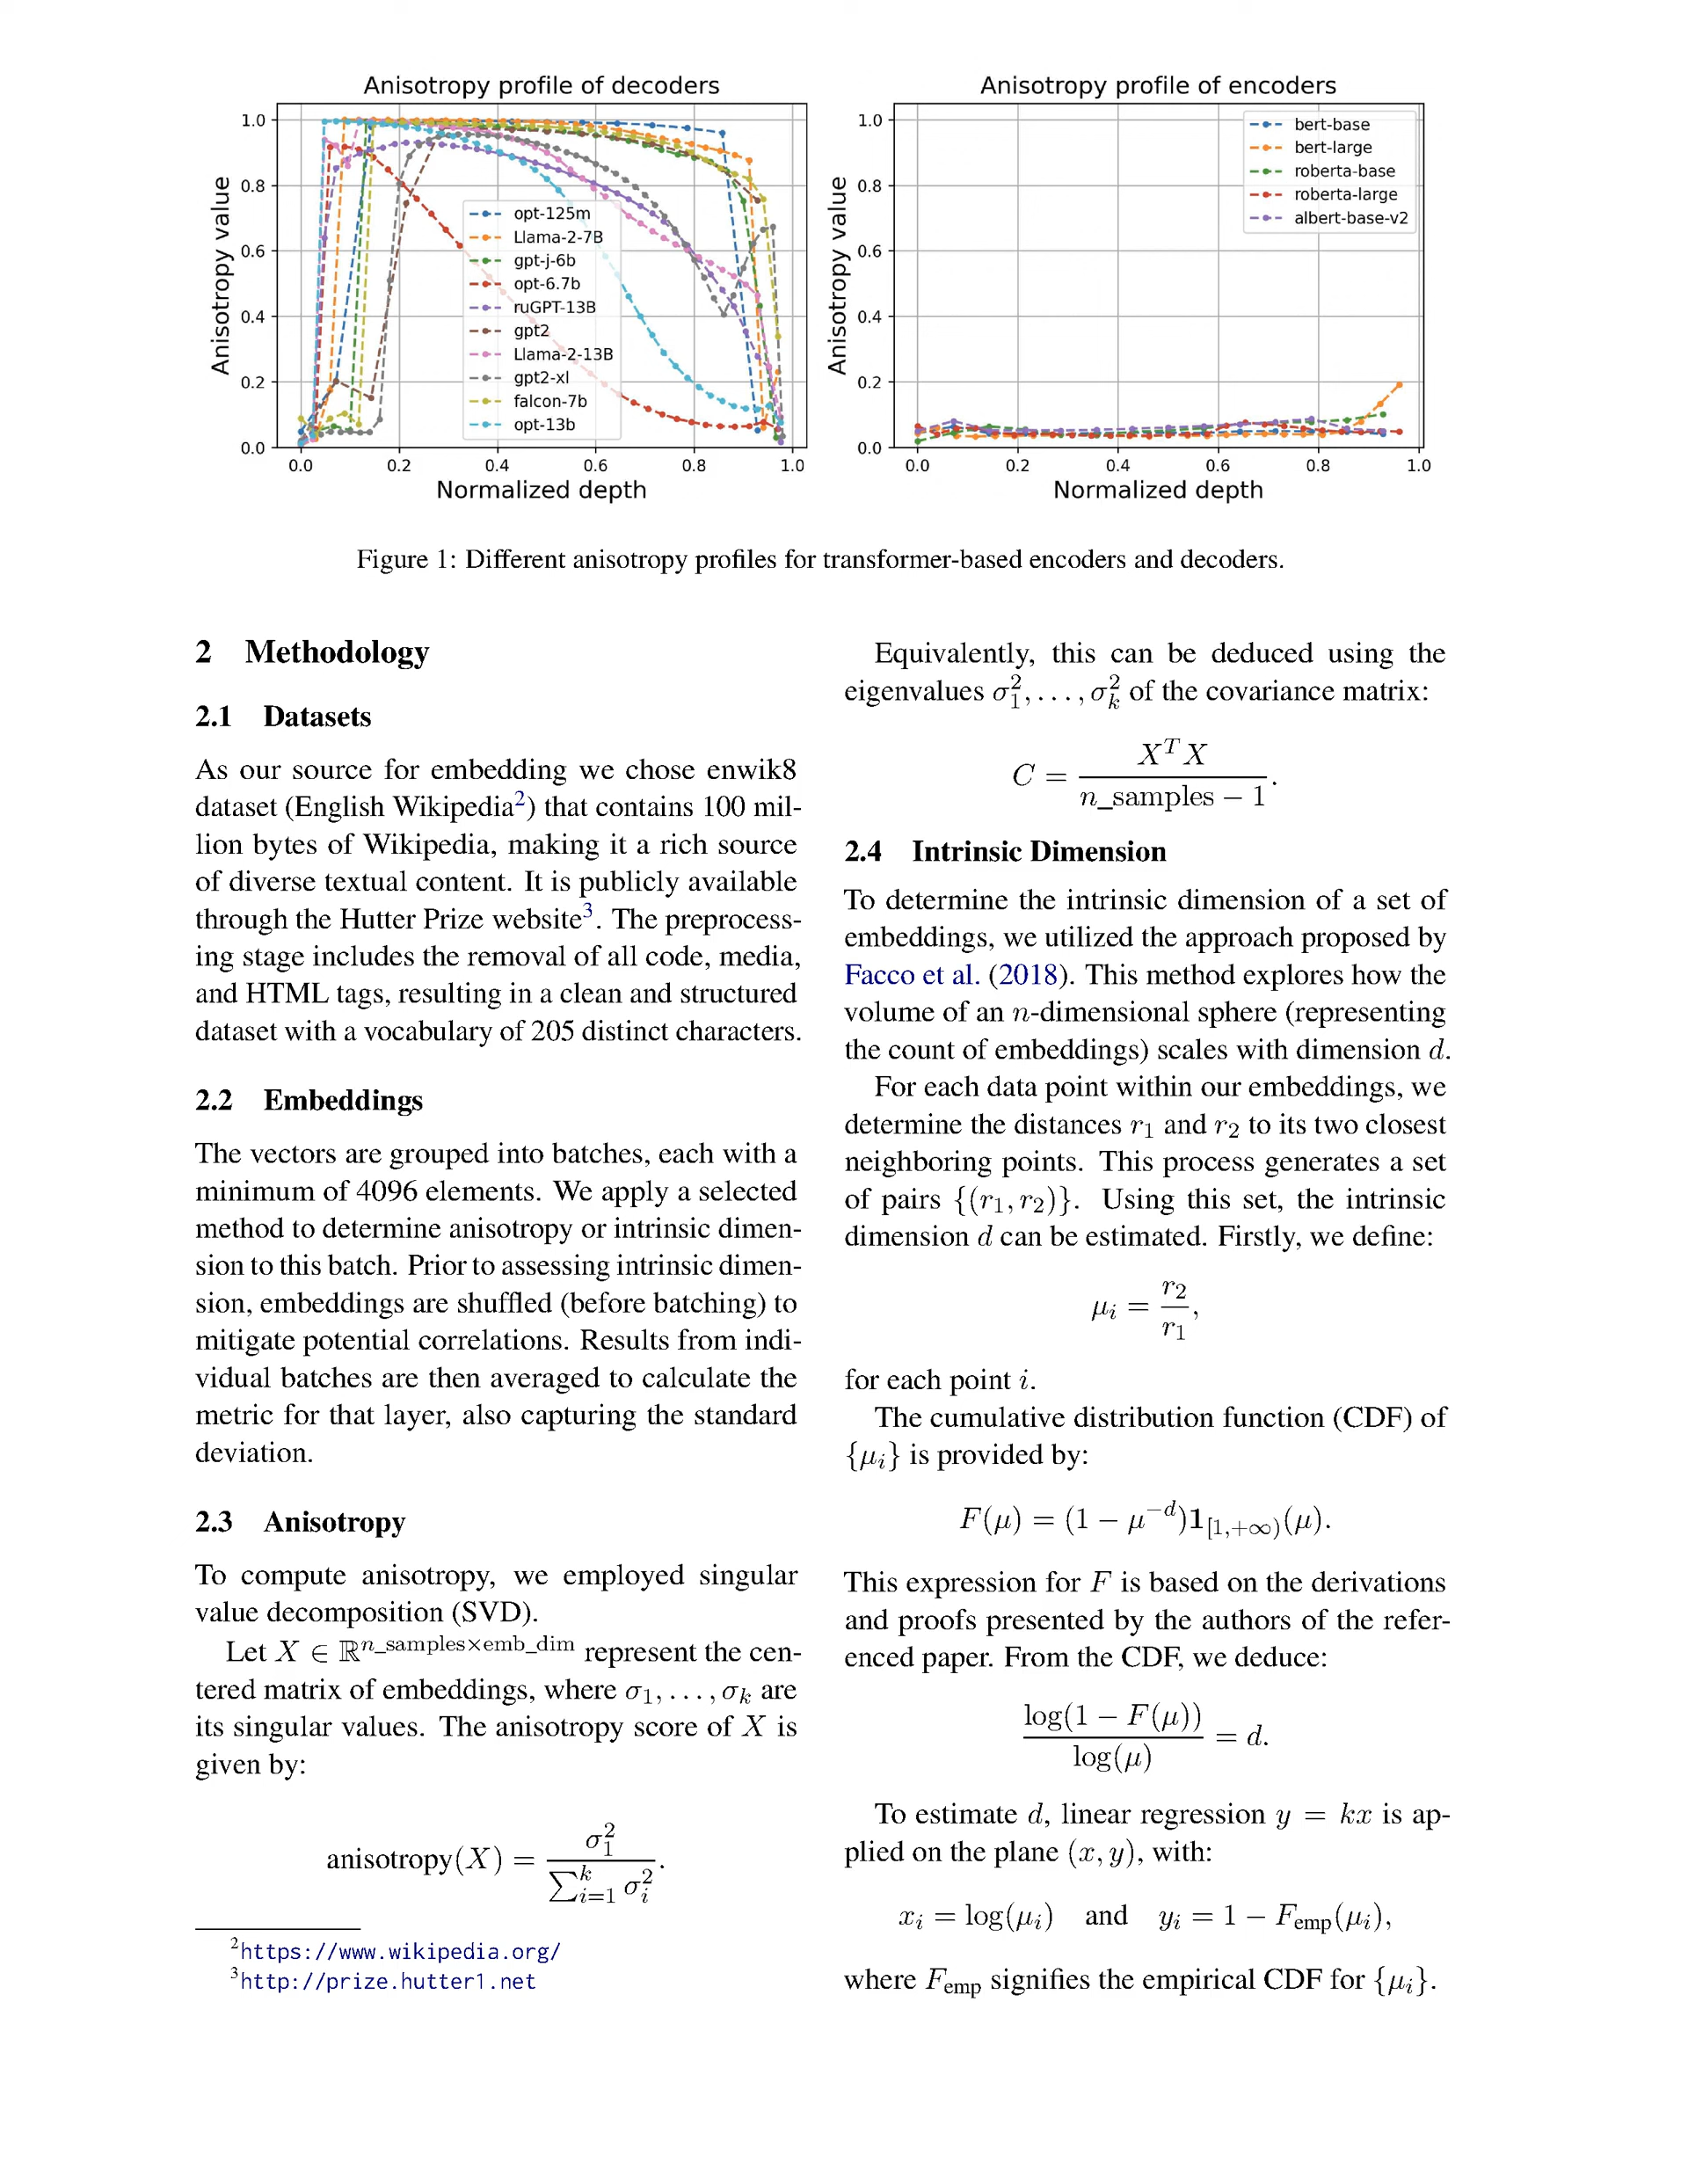 Anisotropy profile of decoders
Anisotropy value
1.0
0.8
0.6
0.4
0.2
0.0
opt-125m
Llama-2-7B
gpt-j-6b
opt-6.7b
ruGPT-13B
gpt2
Llama-2-13B
gpt2-xl
falcon-7b
opt-13b
0.0 0.2 0.4 0.6 0.8 1.0
Normalized depth
Anisotropy profile of encoders
Anisotropy value
1.0
0.8
0.6
0.4
0.2
0.0
bert-base
bert-large
roberta-base
roberta-large
albert-base-v2
0.0 0.2 0.4 0.6 0.8 1.0
Normalized depth
Figure 1: Different anisotropy profiles for transformer-based encoders and decoders.
2 Methodology
2.1 Datasets
As our source for embedding we chose enwik8
dataset (English Wikipedia²) that contains 100 mil-
lion bytes of Wikipedia, making it a rich source
of diverse textual content. It is publicly available
through the Hutter Prize website³. The preprocess-
ing stage includes the removal of all code, media,
and HTML tags, resulting in a clean and structured
dataset with a vocabulary of 205 distinct characters.
2.2 Embeddings
The vectors are grouped into batches, each with a
minimum of 4096 elements. We apply a selected
method to determine anisotropy or intrinsic dimen-
sion to this batch. Prior to assessing intrinsic dimen-
sion, embeddings are shuffled (before batching) to
mitigate potential correlations. Results from indi-
vidual batches are then averaged to calculate the
metric for that layer, also capturing the standard
deviation.
2.3 Anisotropy
To compute anisotropy, we employed singular
value decomposition (SVD).
Let X ∈ ℝ^{n_samples×emb_dim} represent the cen-
tered matrix of embeddings, where σ₁, . . . , σₖ are
its singular values. The anisotropy score of X is
given by:
anisotropy(X) = σ₁² / ∑_{i=1}^{k} σᵢ².
²https://www.wikipedia.org/
³http://prize.hutter1.net
Equivalently, this can be deduced using the
eigenvalues σ₁², . . . , σₖ² of the covariance matrix:
C = XᵀX / (n_samples − 1).
2.4 Intrinsic Dimension
To determine the intrinsic dimension of a set of
embeddings, we utilized the approach proposed by
Facco et al. (2018). This method explores how the
volume of an n-dimensional sphere (representing
the count of embeddings) scales with dimension d.
For each data point within our embeddings, we
determine the distances r₁ and r₂ to its two closest
neighboring points. This process generates a set
of pairs {(r₁, r₂)}. Using this set, the intrinsic
dimension d can be estimated. Firstly, we define:
μᵢ = r₂ / r₁,
for each point i.
The cumulative distribution function (CDF) of
{μᵢ} is provided by:
F(μ) = (1 − μ^{−d})1_{[1,+∞)}(μ).
This expression for F is based on the derivations
and proofs presented by the authors of the refer-
enced paper. From the CDF, we deduce:
log(1 − F(μ)) / log(μ) = d.
To estimate d, linear regression y = kx is ap-
plied on the plane (x, y), with:
xᵢ = log(μᵢ) and yᵢ = 1 − F_emp(μᵢ),
where F_emp signifies the empirical CDF for {μᵢ}.